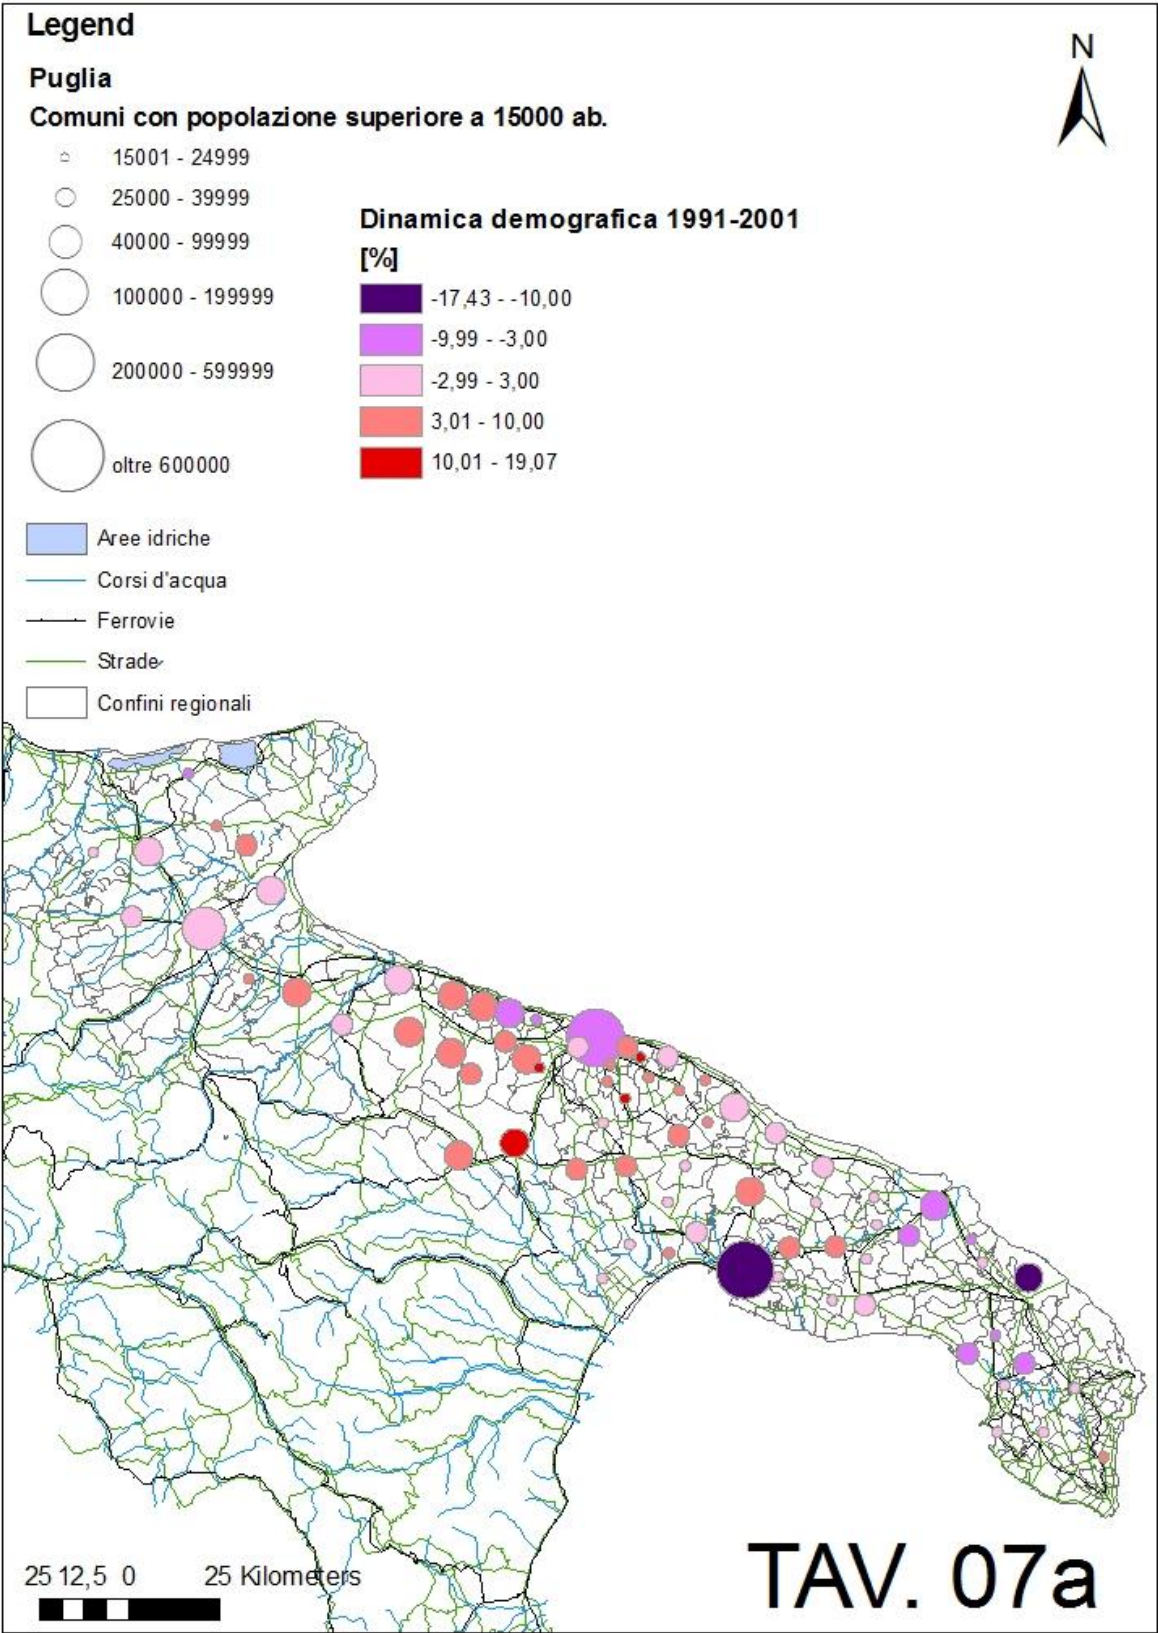 Legend
N
Puglia
Comuni con popolazione superiore a 15000 ab.
15001 - 24999
25000 - 39999
40000 - 99999
100000 - 199999
200000 - 599999
oltre 600000
Dinamica demografica 1991-2001
[%]
-17,43 - -10,00
-9,99 - -3,00
-2,99 - 3,00
3,01 - 10,00
10,01 - 19,07
Aree idriche
Corsi d'acqua
Ferrovie
Strade
Confini regionali
25 12,5 0 25 Kilometers
TAV. 07a